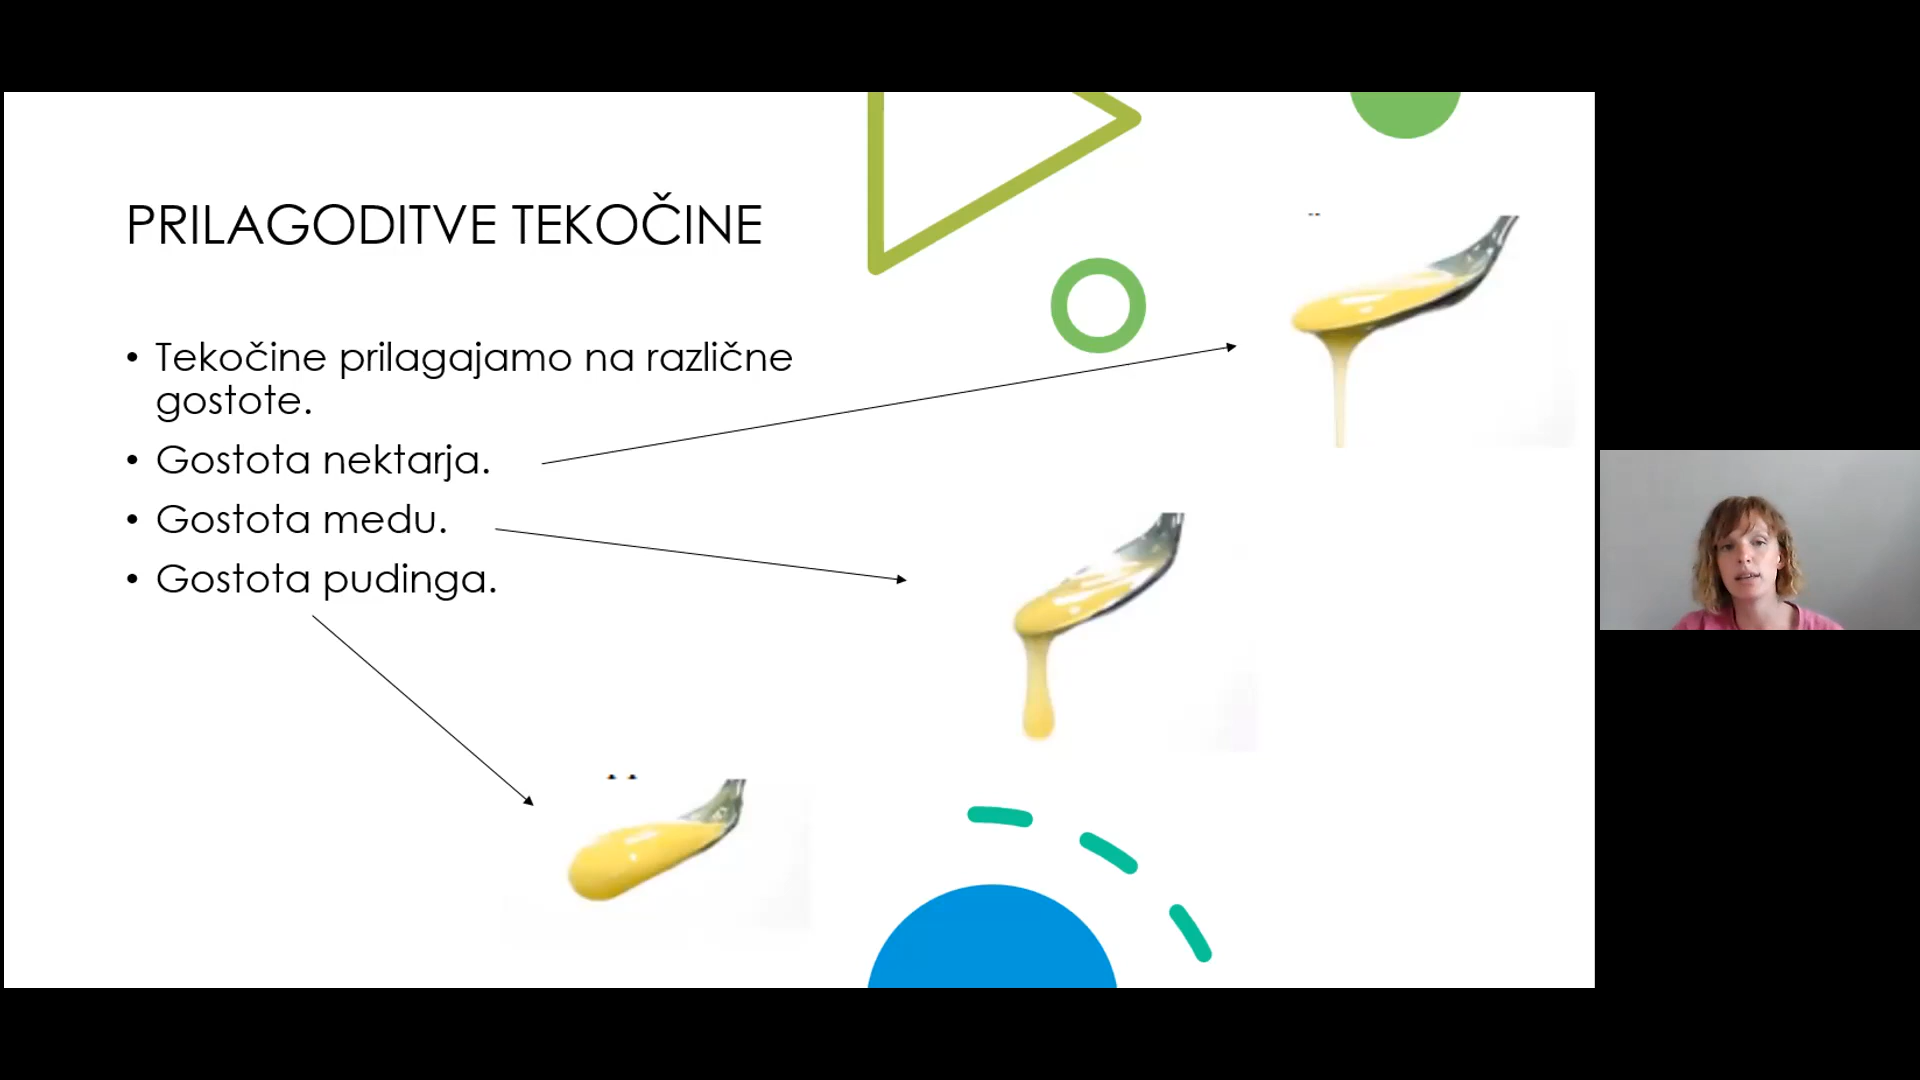 PRILAGODITVE TEKOČINE
• Tekočine prilagajamo na različne
gostote.
• Gostota nektarja.
• Gostota medu.
• Gostota pudinga.